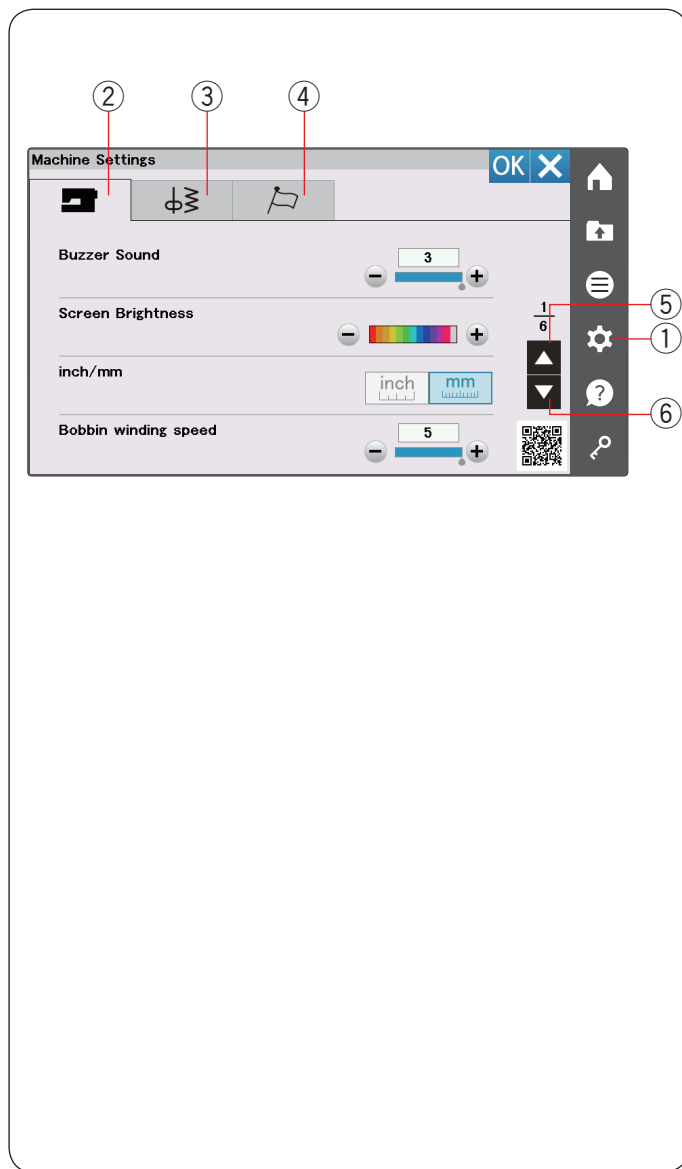 ② ③ ④
Machine Settings OK
Buzzer Sound 3
Screen Brightness 1
6
⑤
①
inch/mm inch mm
⑥
Bobbin winding speed 5